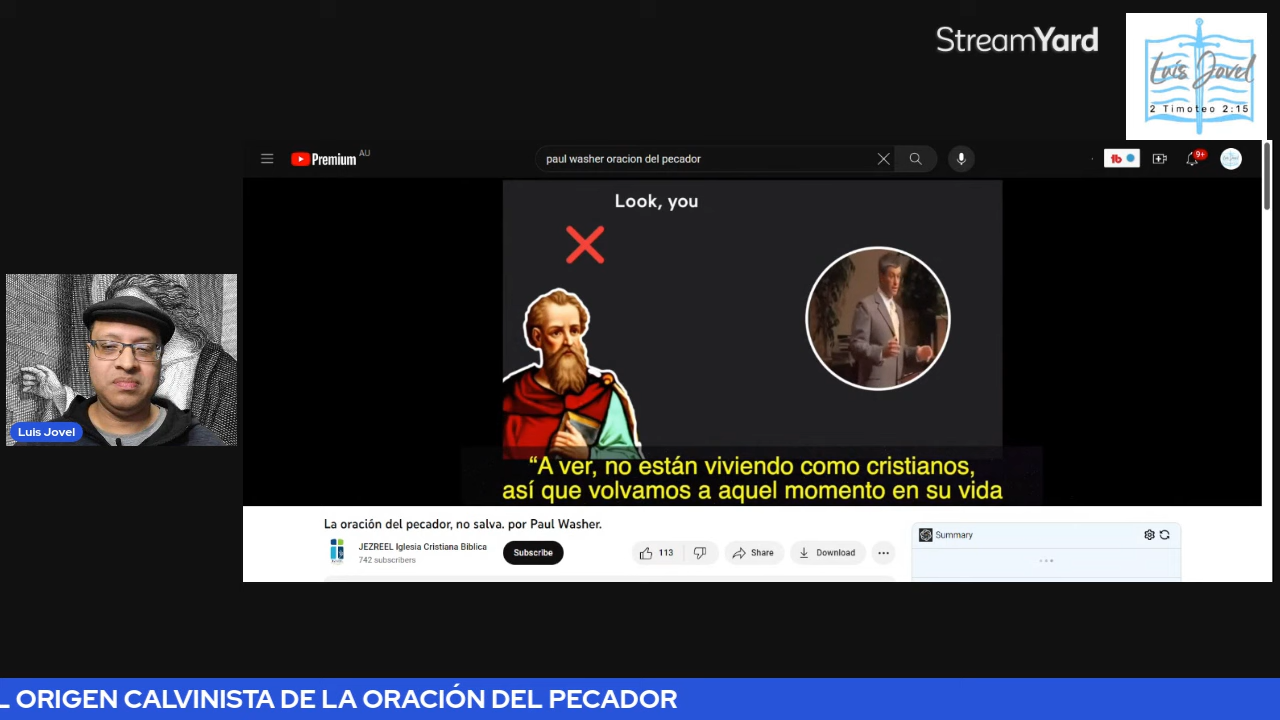 StreamYard
Luis Jovel
2 Timoteo 2:15
Premium AU
paul washer oracion del pecador
9+
Look, you
“A ver, no están viviendo como cristianos,
así que volvamos a aquel momento en su vida
Luis Jovel
La oración del pecador, no salva. por Paul Washer.
JEZREEL Iglesia Cristiana Biblica
742 subscribers
Subscribe
113
Share
Download
Summary
L ORIGEN CALVINISTA DE LA ORACIÓN DEL PECADOR